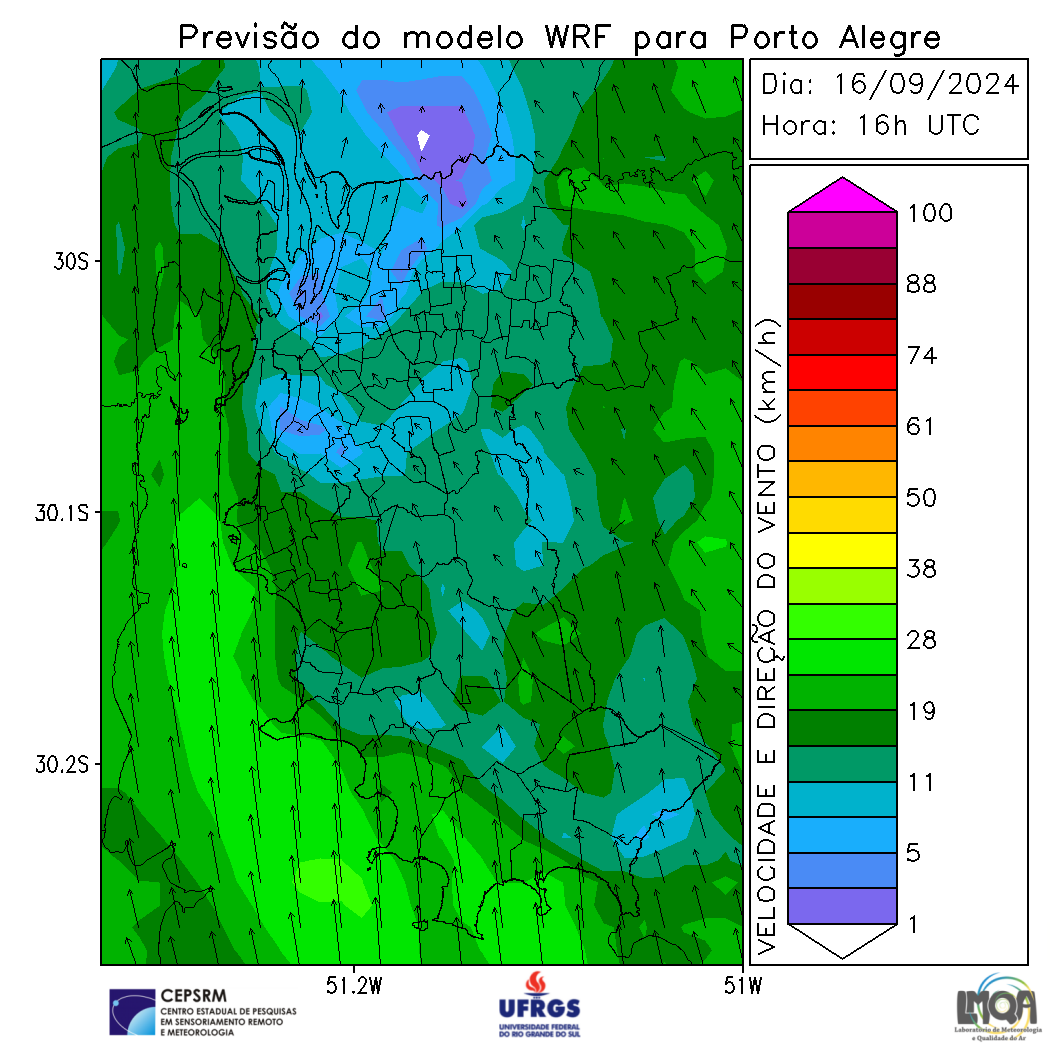 Previsão do modelo WRF para Porto Alegre
Dia: 16/09/2024
Hora: 16h UTC
VELOCIDADE E DIREÇÃO DO VENTO (km/h)
100
88
74
61
50
38
28
19
11
5
1
30S
30.1S
30.2S
51.2W
51W
CEPSRM
CENTRO ESTADUAL DE PESQUISAS
EM SENSORIAMENTO REMOTO
E METEOROLOGIA
UFRGS
UNIVERSIDADE FEDERAL
DO RIO GRANDE DO SUL
LMQA
Laboratório de Meteorologia
e Qualidade do Ar